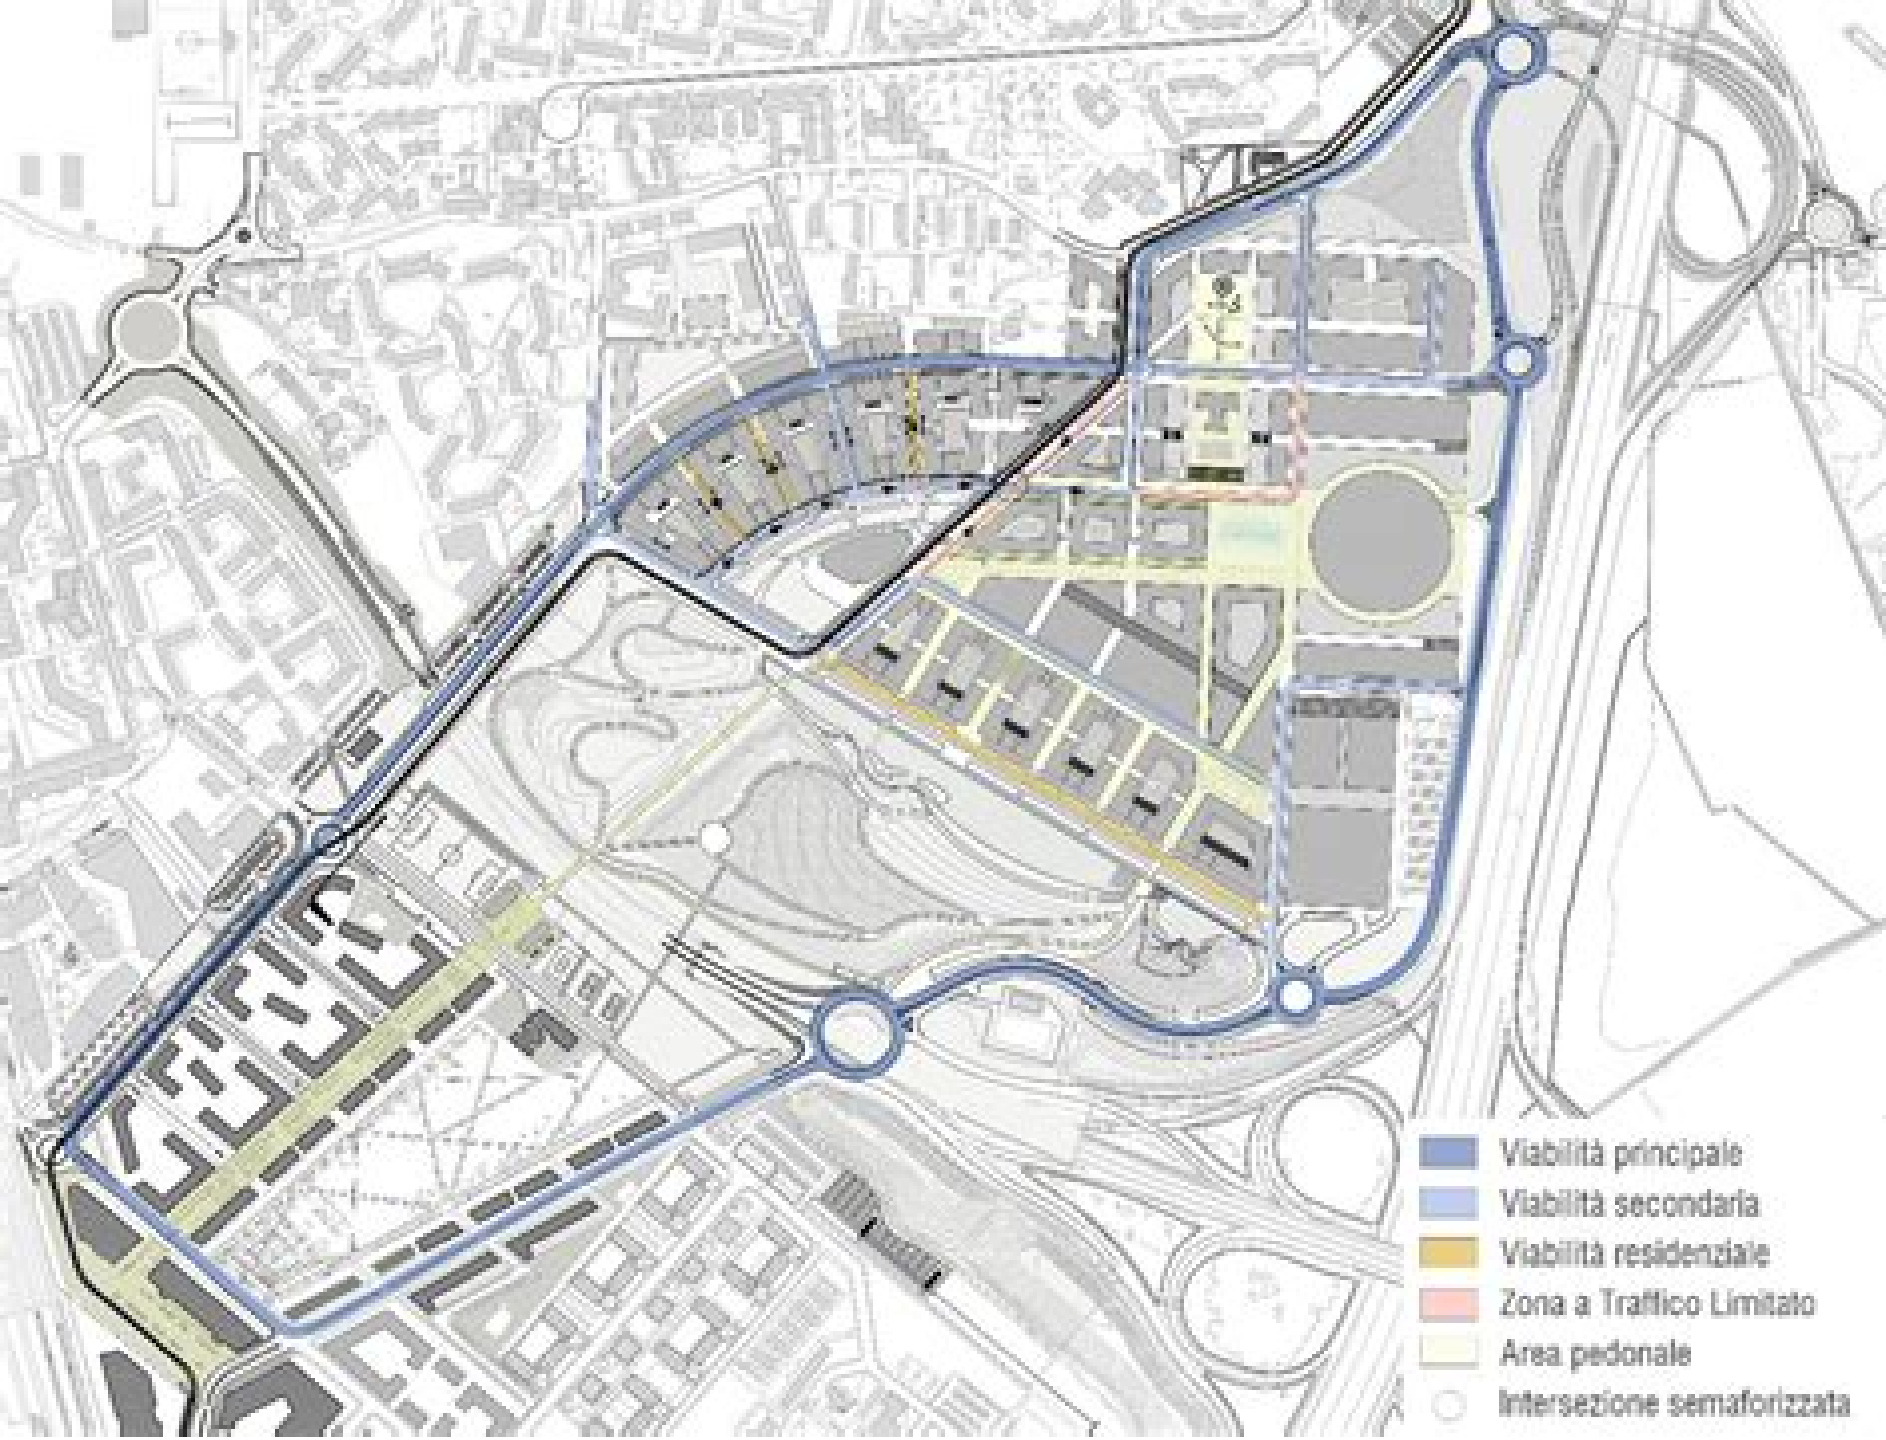 Viabilità principale
Viabilità secondaria
Viabilità residenziale
Zona a Traffico Limitato
Area pedonale
Intersezione semaforizzata